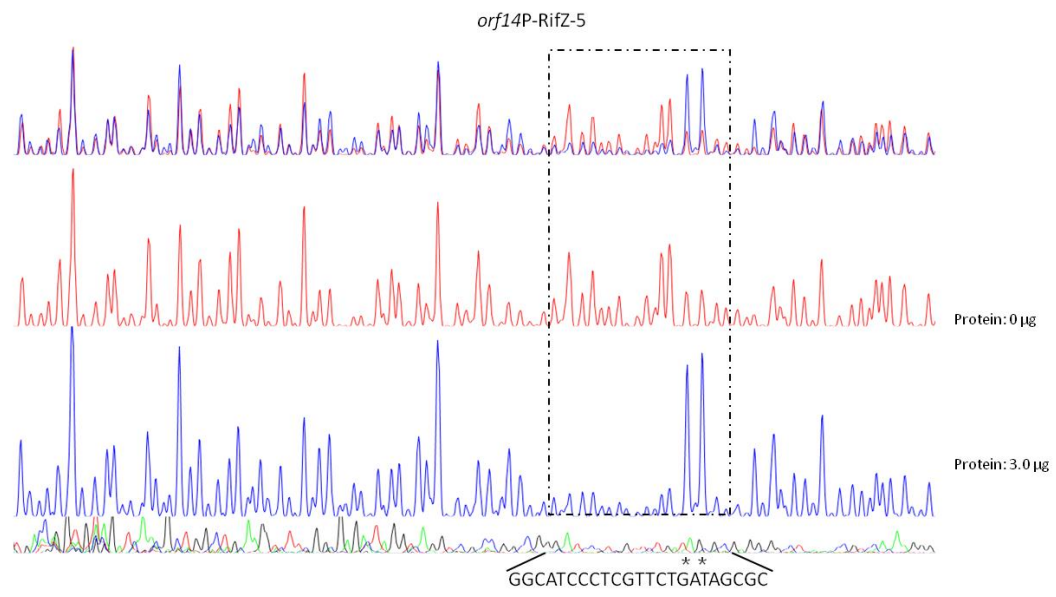 orf14P-RifZ-5
Protein: 0 µg
Protein: 3.0 µg
* *
GGCATCCCTCGTTCTGATAGCGC